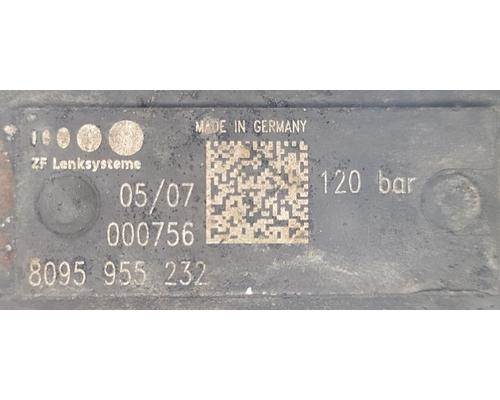 MADE IN GERMANY
ZF Lenksysteme
05/07
120 bar
000756
8095 955 232